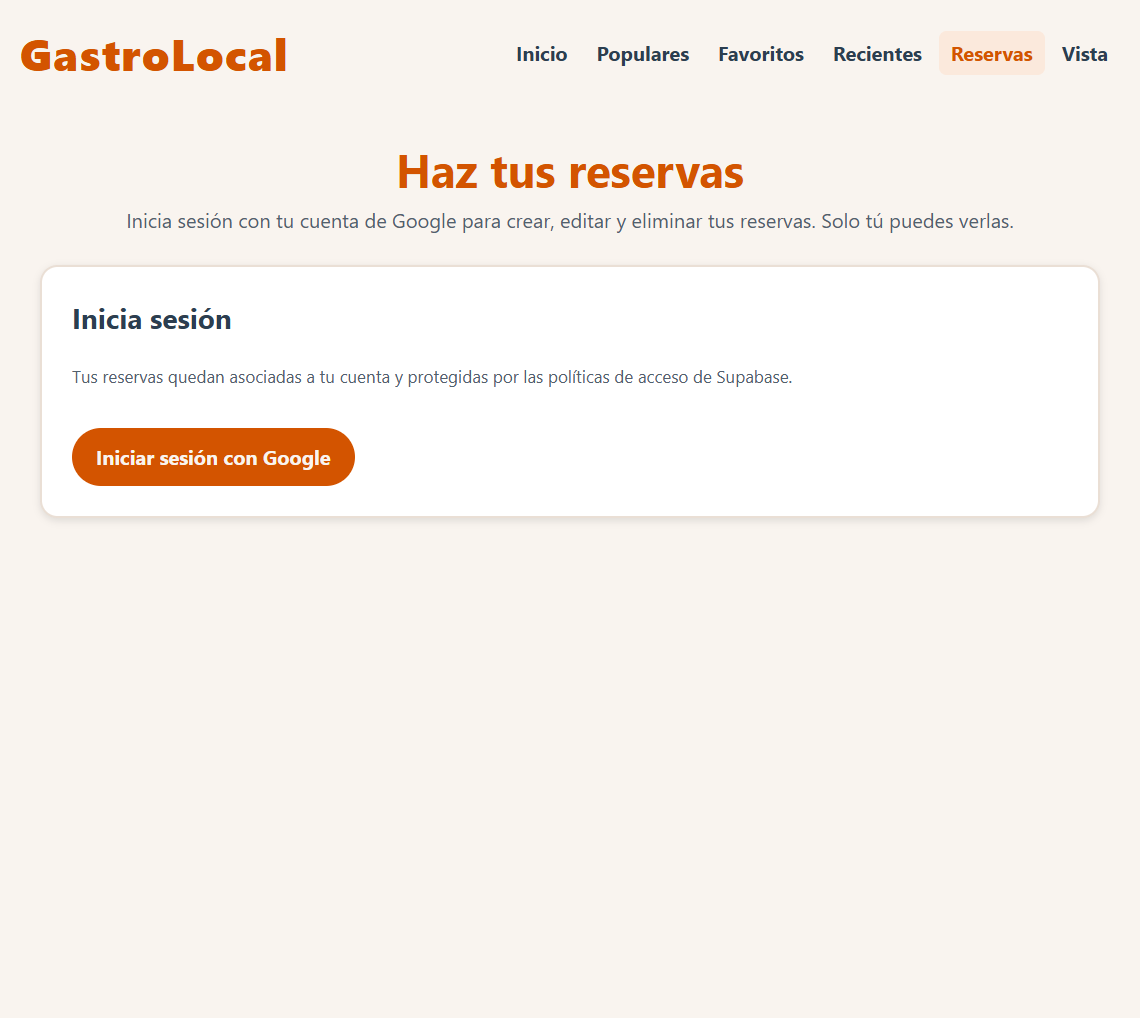 GastroLocal
Inicio Populares Favoritos Recientes Reservas Vista
Haz tus reservas
Inicia sesión con tu cuenta de Google para crear, editar y eliminar tus reservas. Solo tú puedes verlas.
Inicia sesión
Tus reservas quedan asociadas a tu cuenta y protegidas por las políticas de acceso de Supabase.
Iniciar sesión con Google